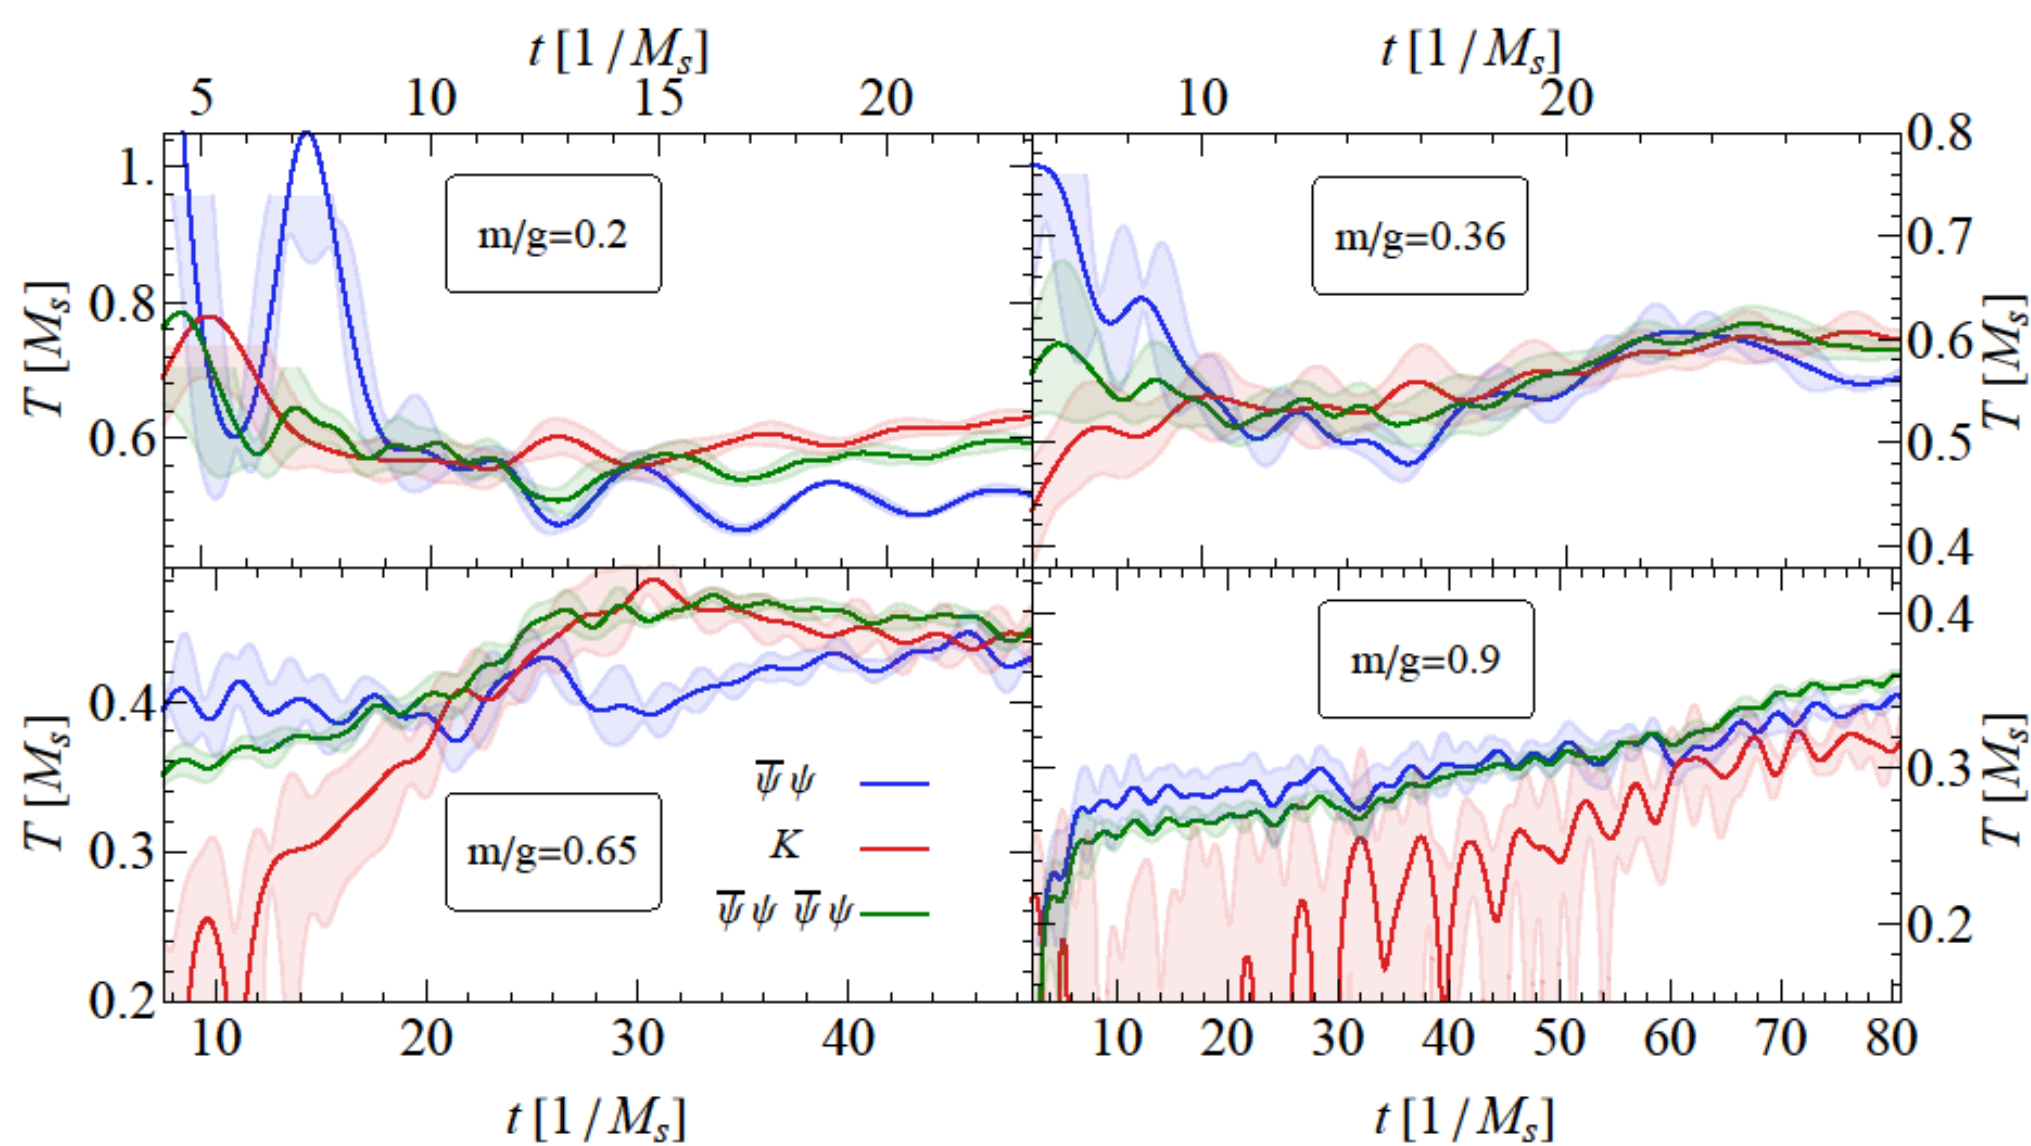 t [1 / M_s] t [1 / M_s]
5 10 15 20 10 20
1. 0.8 0.6
T [M_s]
m/g=0.2
m/g=0.36
0.8 0.7 0.6 0.5 0.4
T [M_s]
0.4 0.3 0.2
T [M_s]
m/g=0.65
ψ̅ ψ
K
ψ̅ ψ ψ̅ ψ
m/g=0.9
0.4 0.3 0.2
T [M_s]
10 20 30 40 10 20 30 40 50 60 70 80
t [1 / M_s] t [1 / M_s]